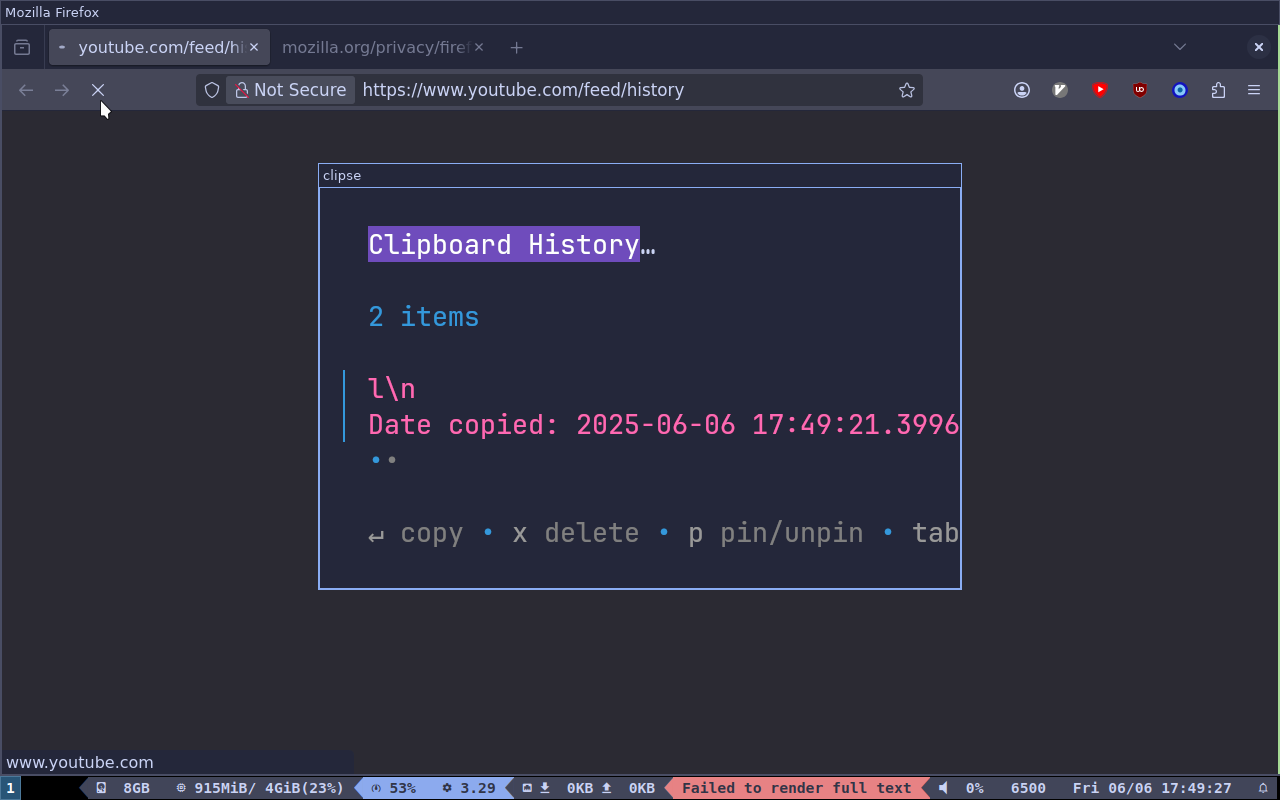 Mozilla Firefox
youtube.com/feed/hi
mozilla.org/privacy/firef
Not Secure
https://www.youtube.com/feed/history
clipse
Clipboard History…
2 items
l\n
Date copied: 2025-06-06 17:49:21.3996
↵ copy • x delete • p pin/unpin • tab
www.youtube.com
1 8GB 915MiB/ 4GiB(23%) 53% 3.29 0KB 0KB Failed to render full text 0% 6500 Fri 06/06 17:49:27